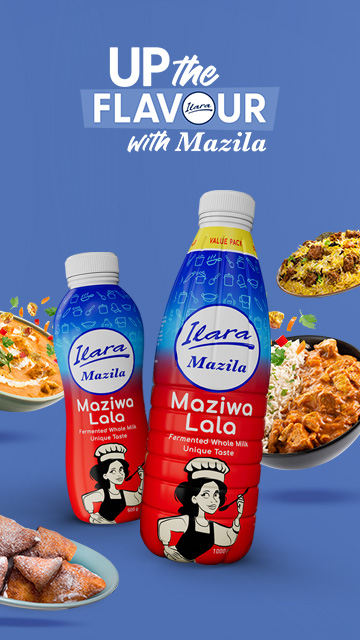 UP the
FLAVOUR
Ilara
with Mazila
VALUE PACK
Ilara
Mazila
Maziwa
Lala
Fermented Whole Milk
Unique Taste
500 g
Ilara
Mazila
Maziwa
Lala
Fermented Whole Milk
Unique Taste